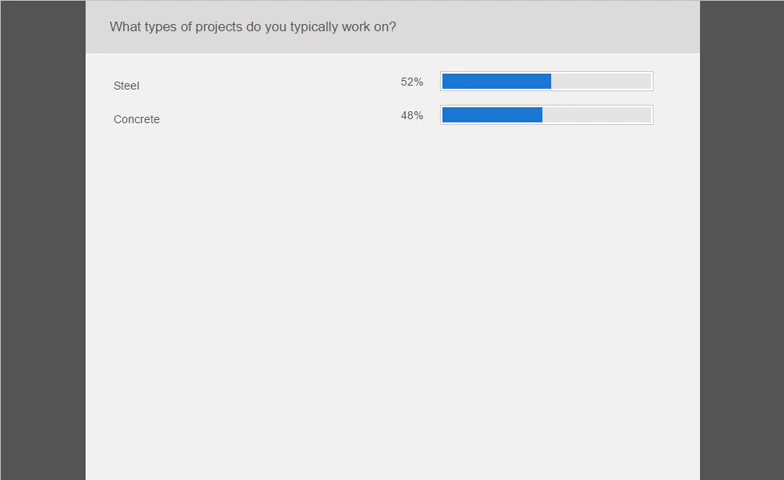 What types of projects do you typically work on?
Steel 52%
Concrete 48%